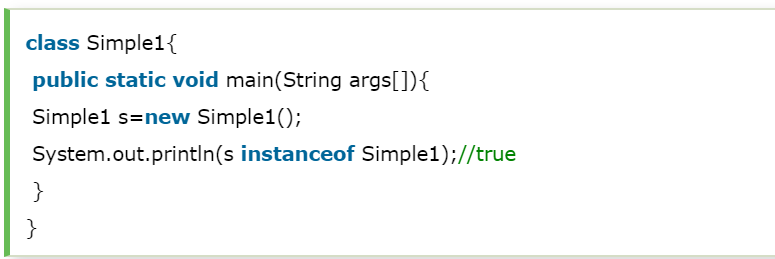 class Simple1{
public static void main(String args[]){
Simple1 s=new Simple1();
System.out.println(s instanceof Simple1);//true
}
}